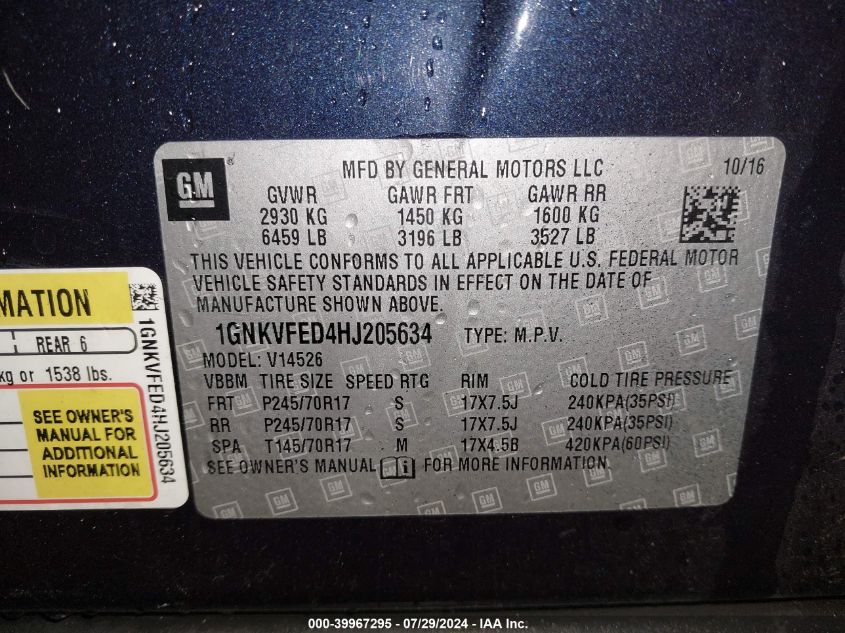 GM ®
MFD BY GENERAL MOTORS LLC 10/16
GVWR GAWR FRT GAWR RR
2930 KG 1450 KG 1600 KG
6459 LB 3196 LB 3527 LB
THIS VEHICLE CONFORMS TO ALL APPLICABLE U.S. FEDERAL MOTOR
VEHICLE SAFETY STANDARDS IN EFFECT ON THE DATE OF
MANUFACTURE SHOWN ABOVE.
1GNKVFED4HJ205634 TYPE: M.P.V.
MODEL: V14526
VBBM TIRE SIZE SPEED RTG RIM COLD TIRE PRESSURE
FRT P245/70R17 S 17X7.5J 240KPA(35PSI)
RR P245/70R17 S 17X7.5J 240KPA(35PSI)
SPA T145/70R17 M 17X4.5B 420KPA(60PSI)
SEE OWNER'S MANUAL FOR MORE INFORMATION
MATION
REAR 6
kg or 1538 lbs.
SEE OWNER'S
MANUAL FOR
ADDITIONAL
INFORMATION
1GNKVFED4HJ205634
000-39967295 - 07/29/2024 - IAA Inc.